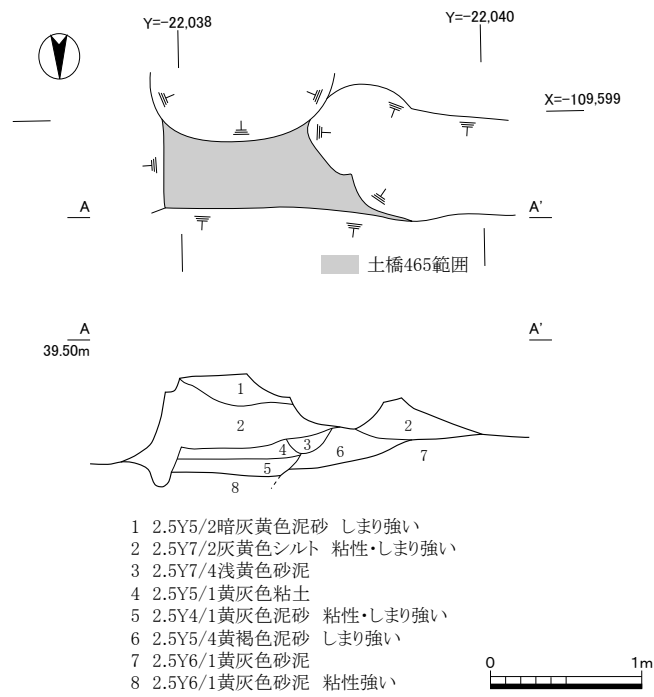 Y=-22,038
Y=-22,040
X=-109,599
A A'
土橋465範囲
A A'
39.50m
1
2
2
3
4
6
7
5
8
1 2.5Y5/2暗灰黄色泥砂 しまり強い
2 2.5Y7/2灰黄色シルト 粘性・しまり強い
3 2.5Y7/4浅黄色砂泥
4 2.5Y5/1黄灰色粘土
5 2.5Y4/1黄灰色泥砂 粘性・しまり強い
6 2.5Y5/4黄褐色泥砂 しまり強い
7 2.5Y6/1黄灰色砂泥
8 2.5Y6/1黄灰色砂泥 粘性強い
0 1m